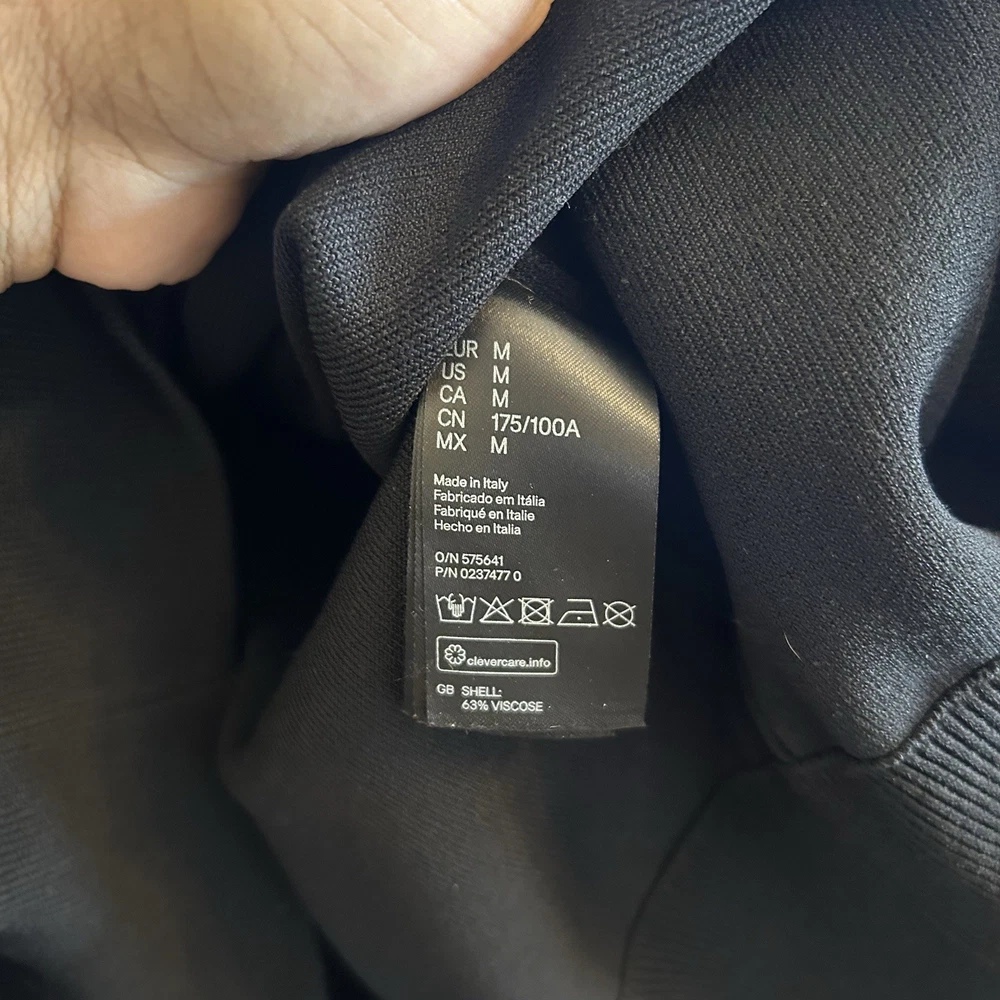 EUR M
US M
CA M
CN 175/100A
MX M
Made in Italy
Fabricado em Itália
Fabriqué en Italie
Hecho en Italia
O/N 575641
P/N 0237477 0
clevercare.info
GB SHELL:
63% VISCOSE